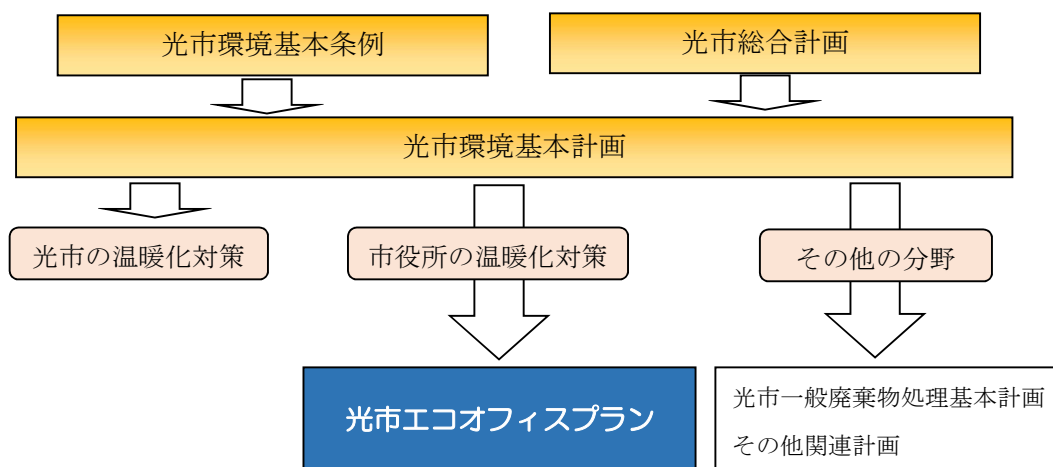 光市環境基本条例
光市総合計画
光市環境基本計画
光市の温暖化対策
市役所の温暖化対策
その他の分野
光市エコオフィスプラン
光市一般廃棄物処理基本計画
その他関連計画